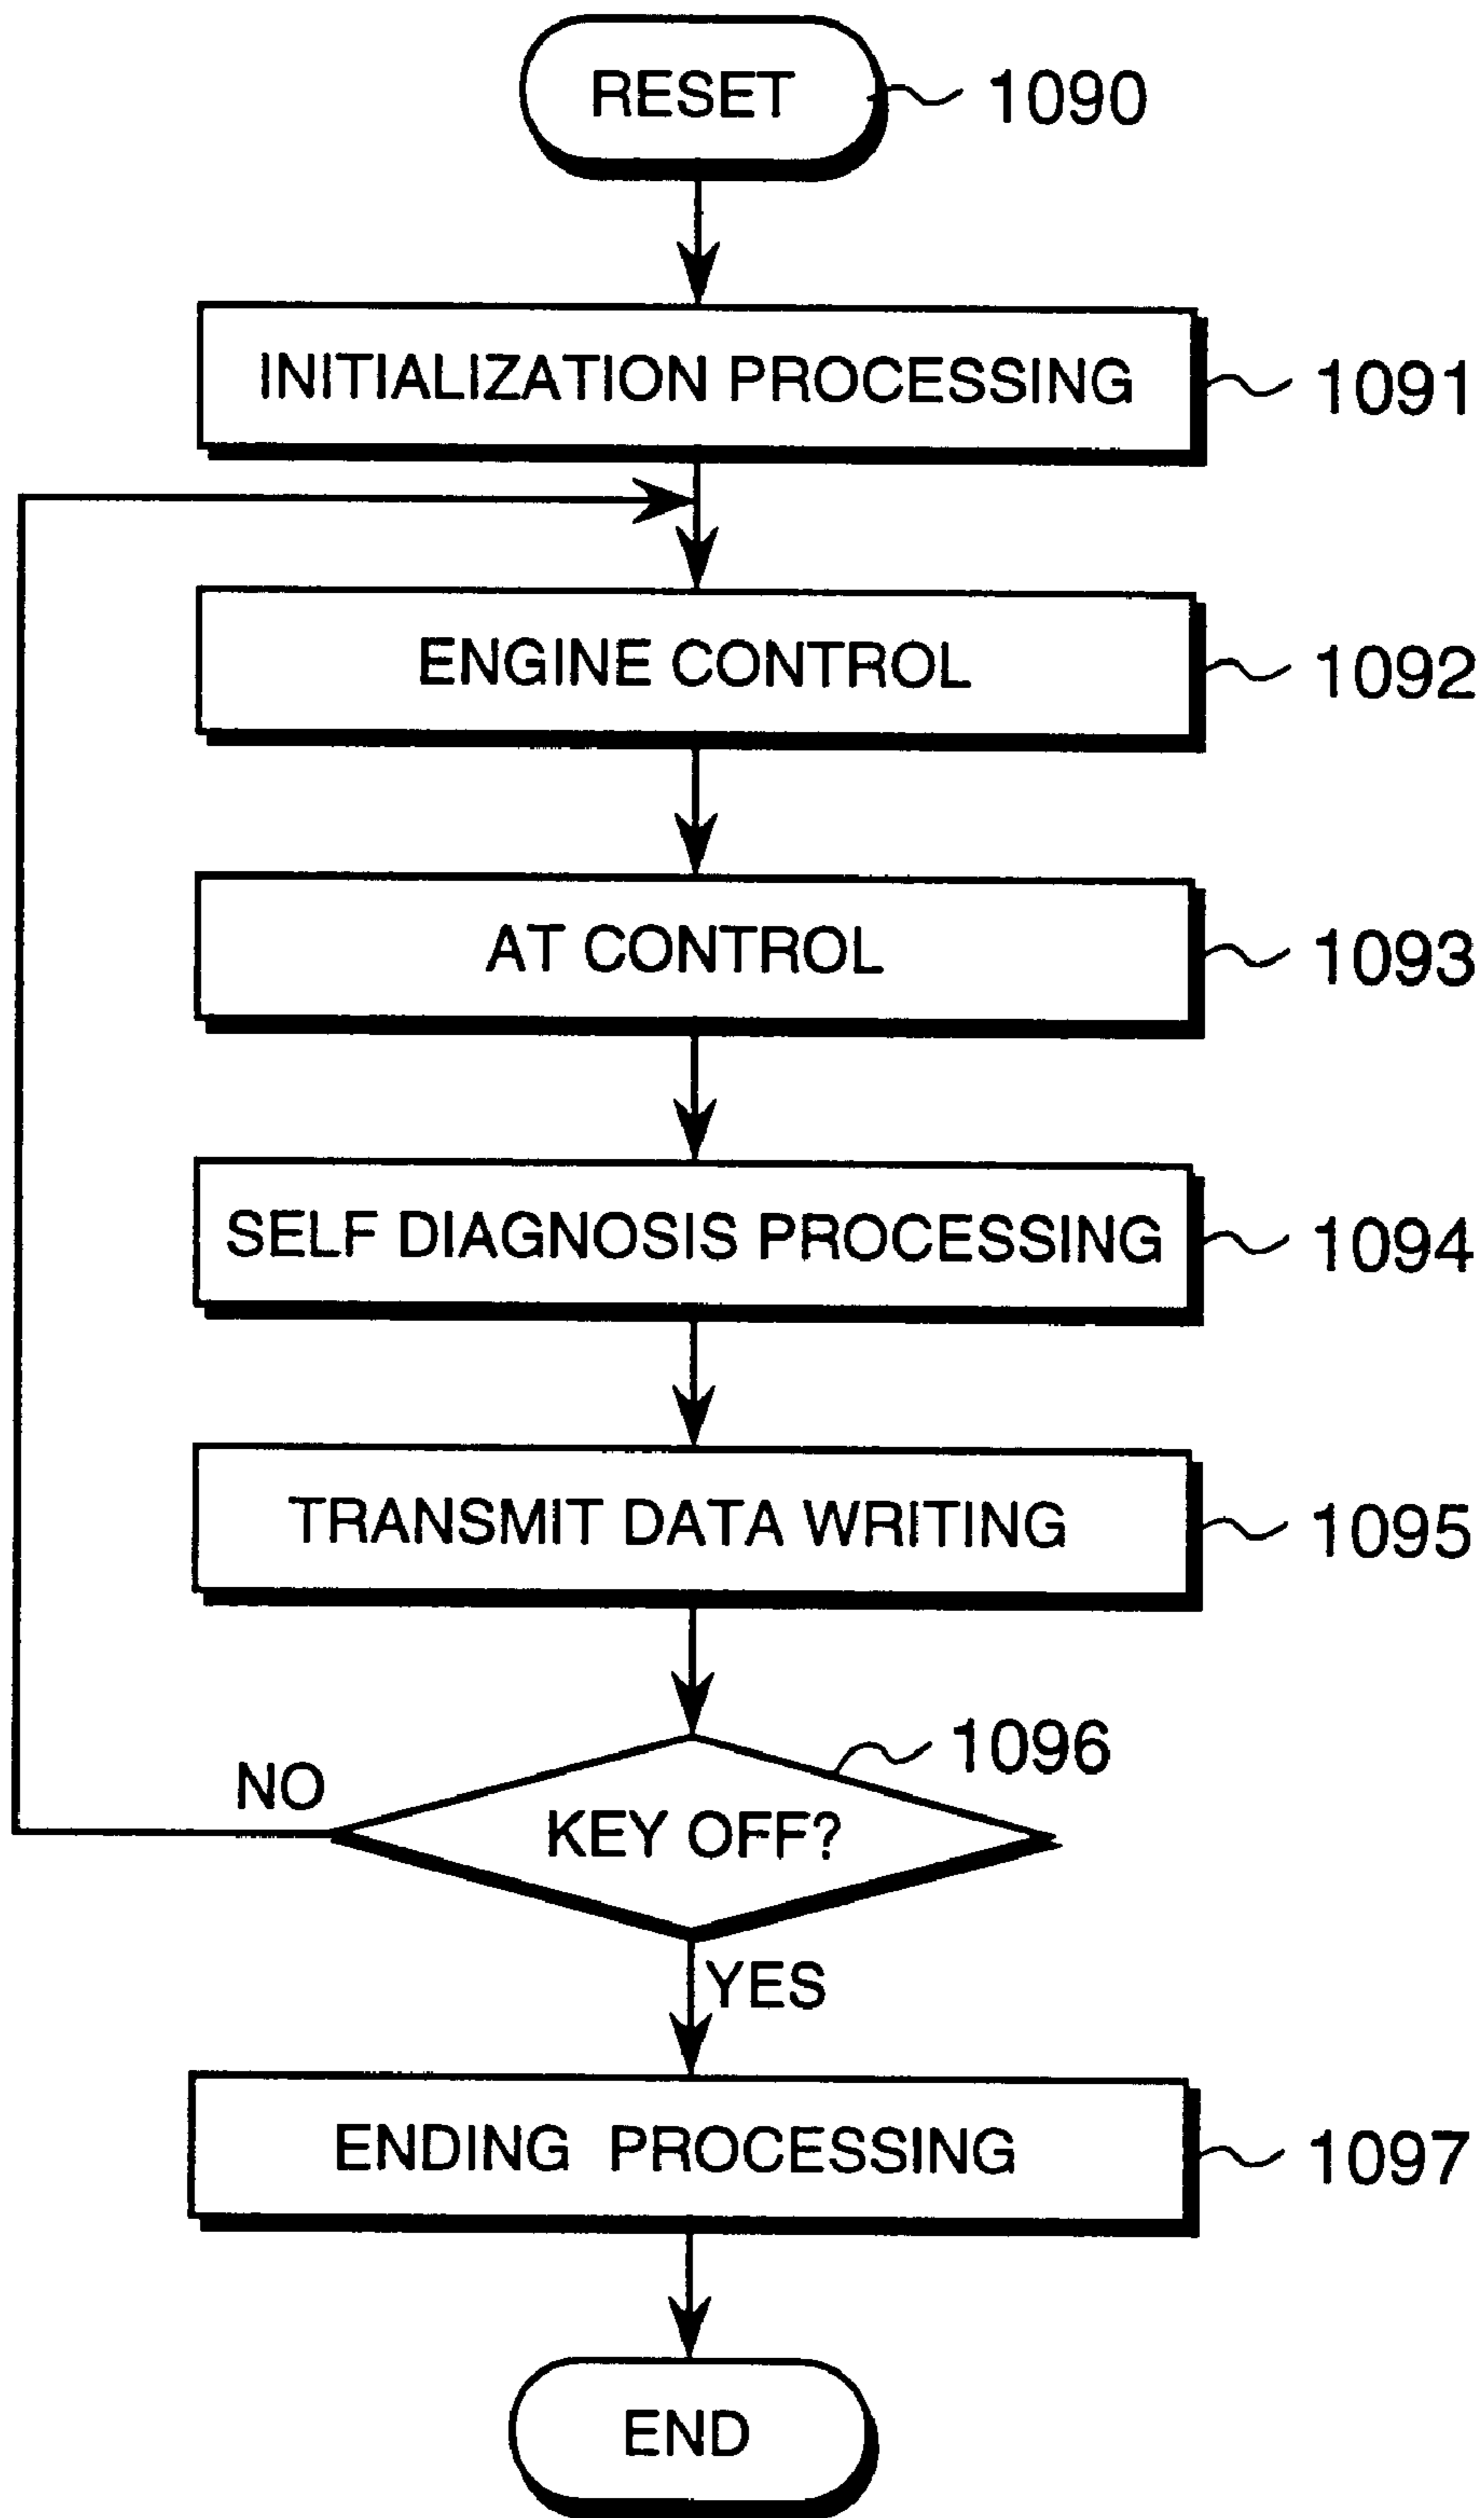 RESET 1090
INITIALIZATION PROCESSING 1091
ENGINE CONTROL 1092
AT CONTROL 1093
SELF DIAGNOSIS PROCESSING 1094
TRANSMIT DATA WRITING 1095
1096
NO
KEY OFF?
YES
ENDING PROCESSING 1097
END